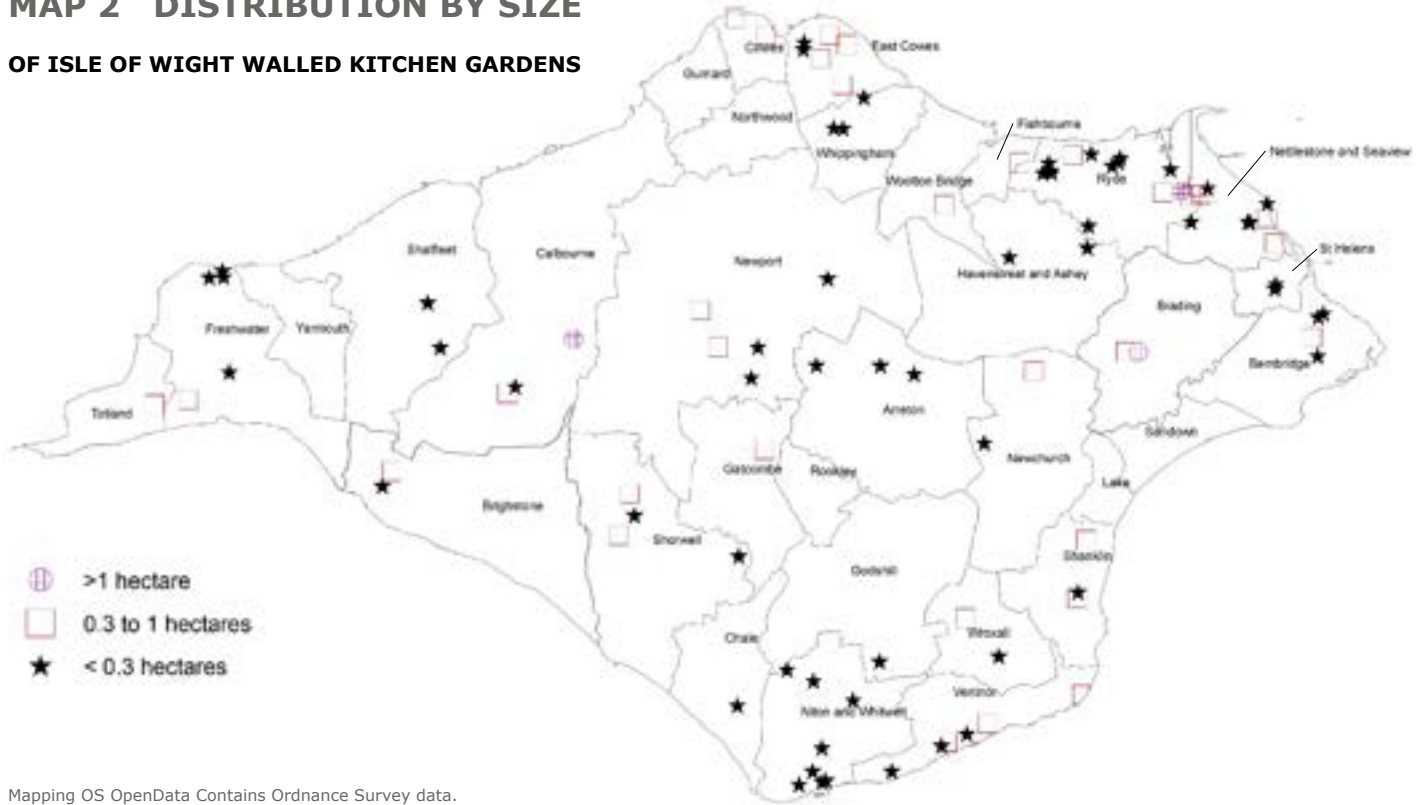 MAP 2 DISTRIBUTION BY SIZE
OF ISLE OF WIGHT WALLED KITCHEN GARDENS
Cowes
East Cowes
Gurnard
Northwood
Whippingham
Fishbourne
Wootton Bridge
Ryde
Nettlestone and Seaview
St Helens
Shalfleet
Calbourne
Newport
Havenstreet and Ashey
Brading
Freshwater
Yarmouth
Bembridge
Totland
Arreton
Sandown
Gatcombe
Rookley
Newchurch
Lake
Brighstone
Shorwell
Shanklin
Godshill
>1 hectare
0.3 to 1 hectares
< 0.3 hectares
Chale
Wroxall
Ventnor
Niton and Whitwell
Mapping OS OpenData Contains Ordnance Survey data.